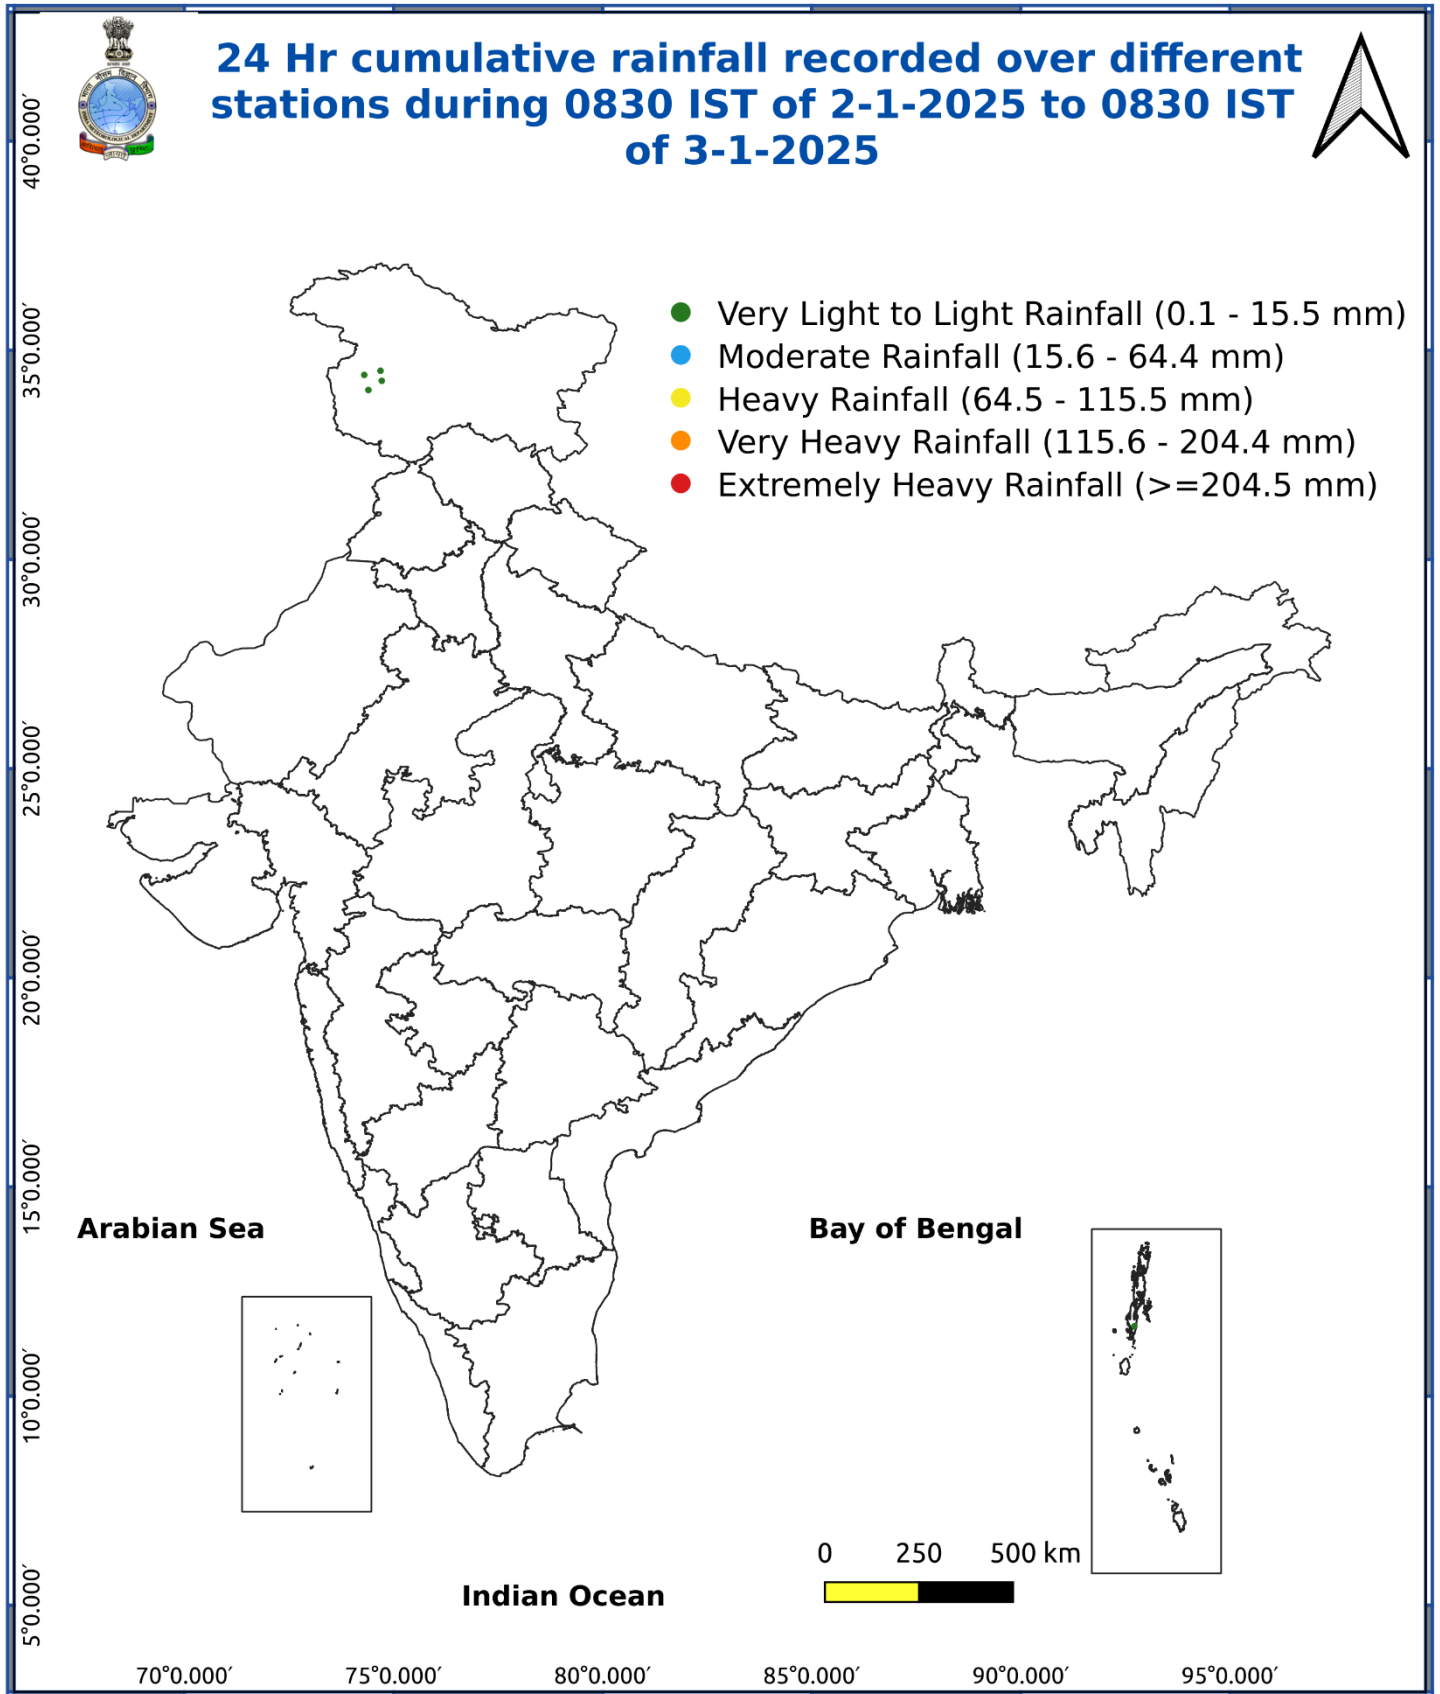 24 Hr cumulative rainfall recorded over different
stations during 0830 IST of 2-1-2025 to 0830 IST
of 3-1-2025
Very Light to Light Rainfall (0.1 - 15.5 mm)
Moderate Rainfall (15.6 - 64.4 mm)
Heavy Rainfall (64.5 - 115.5 mm)
Very Heavy Rainfall (115.6 - 204.4 mm)
Extremely Heavy Rainfall (>=204.5 mm)
40°0.000′
35°0.000′
30°0.000′
25°0.000′
20°0.000′
15°0.000′
10°0.000′
5°0.000′
Arabian Sea
Bay of Bengal
Indian Ocean
0 250 500 km
70°0.000′ 75°0.000′ 80°0.000′ 85°0.000′ 90°0.000′ 95°0.000′